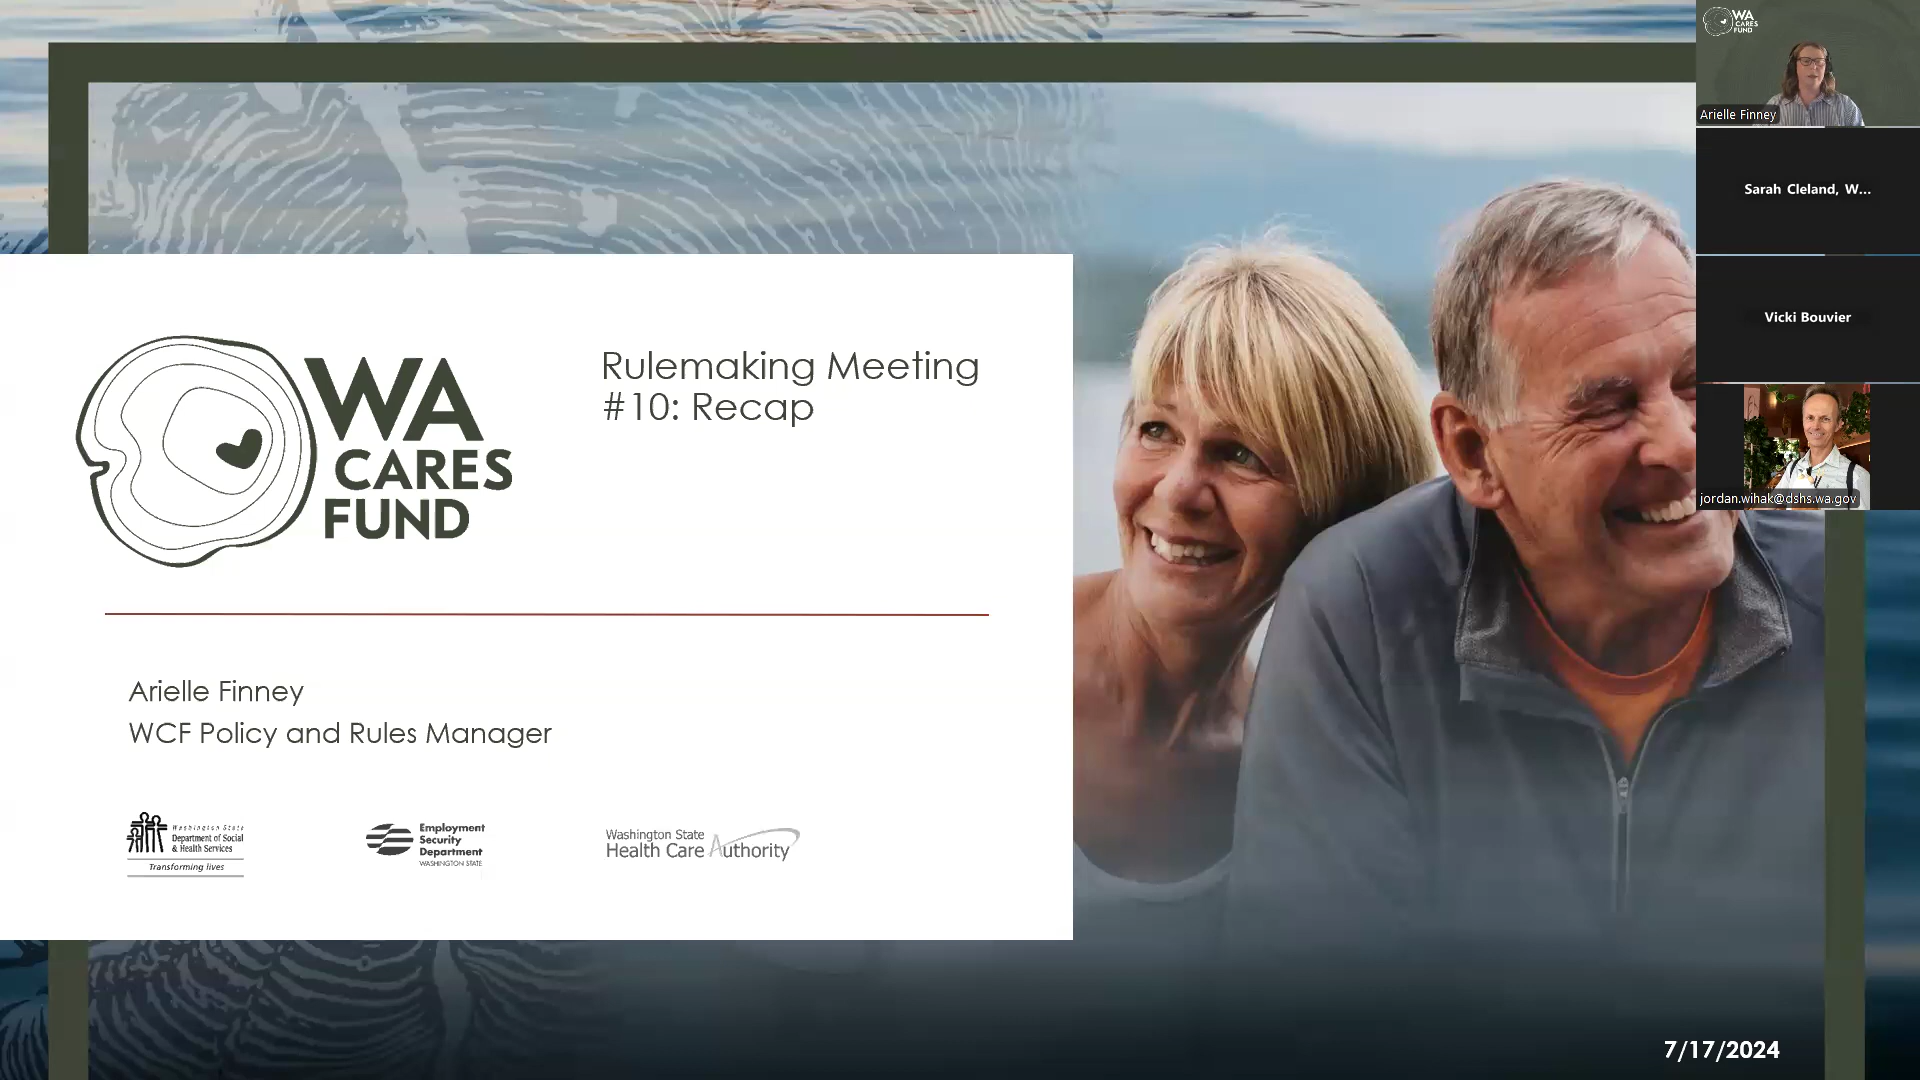 WA
CARES
FUND
Rulemaking Meeting
#10: Recap
Arielle Finney
WCF Policy and Rules Manager
Washington State
Department of Social
& Health Services
Transforming lives
Employment
Security
Department
WASHINGTON STATE
Washington State
Health Care Authority
7/17/2024
WA
CARES
FUND
Arielle Finney
Sarah Cleland, W...
Vicki Bouvier
jordan.wihak@dshs.wa.gov